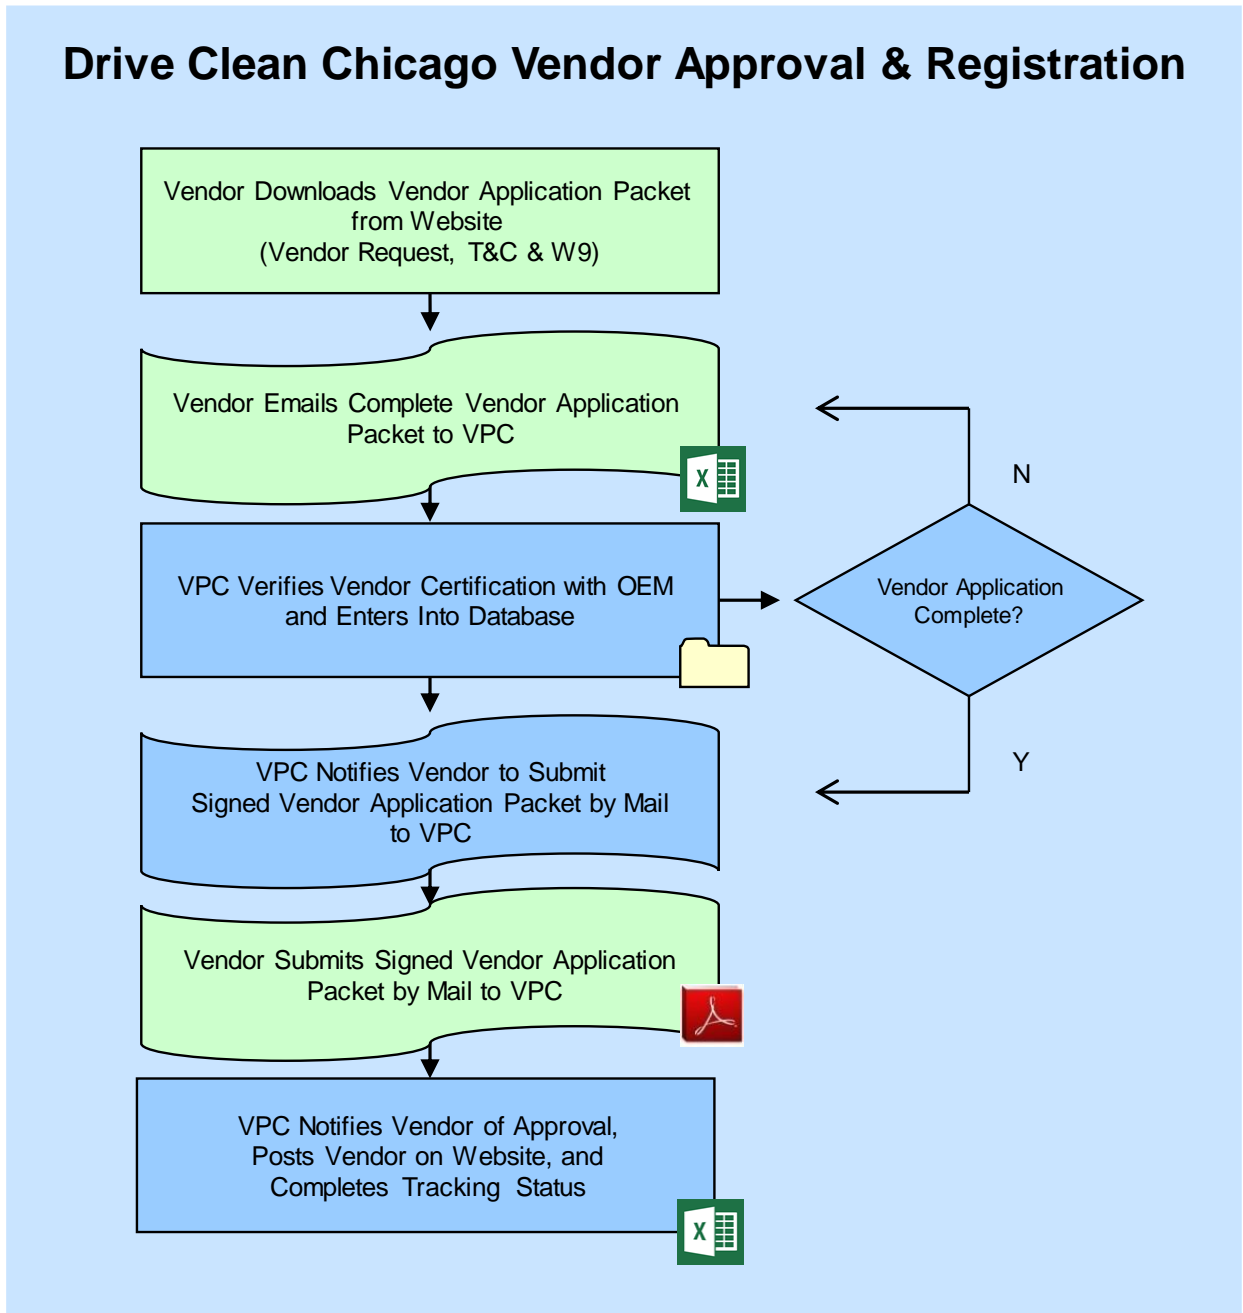 Drive Clean Chicago Vendor Approval & Registration
Vendor Downloads Vendor Application Packet
from Website
(Vendor Request, T&C & W9)
Vendor Emails Complete Vendor Application
Packet to VPC
X
N
VPC Verifies Vendor Certification with OEM
and Enters Into Database
Vendor Application
Complete?
Y
VPC Notifies Vendor to Submit
Signed Vendor Application Packet by Mail
to VPC
Vendor Submits Signed Vendor Application
Packet by Mail to VPC
VPC Notifies Vendor of Approval,
Posts Vendor on Website, and
Completes Tracking Status
X